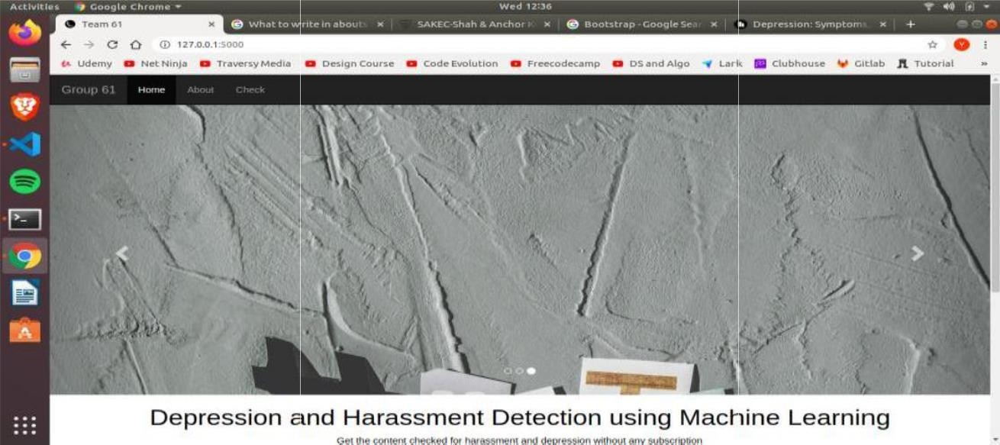 Activities Google Chrome Wed 12:36
Team 61 × What to write in abouts × SAKEC-Shah & Anchor K × Bootstrap - Google Sear × Depression: Symptoms, × +
127.0.0.1:5000 Y
Udemy Net Ninja Traversy Media Design Course Code Evolution Freecodecamp DS and Algo Lark Clubhouse Gitlab Tutorial »
Group 61 Home About Check
Depression and Harassment Detection using Machine Learning
Get the content checked for harassment and depression without any subscription